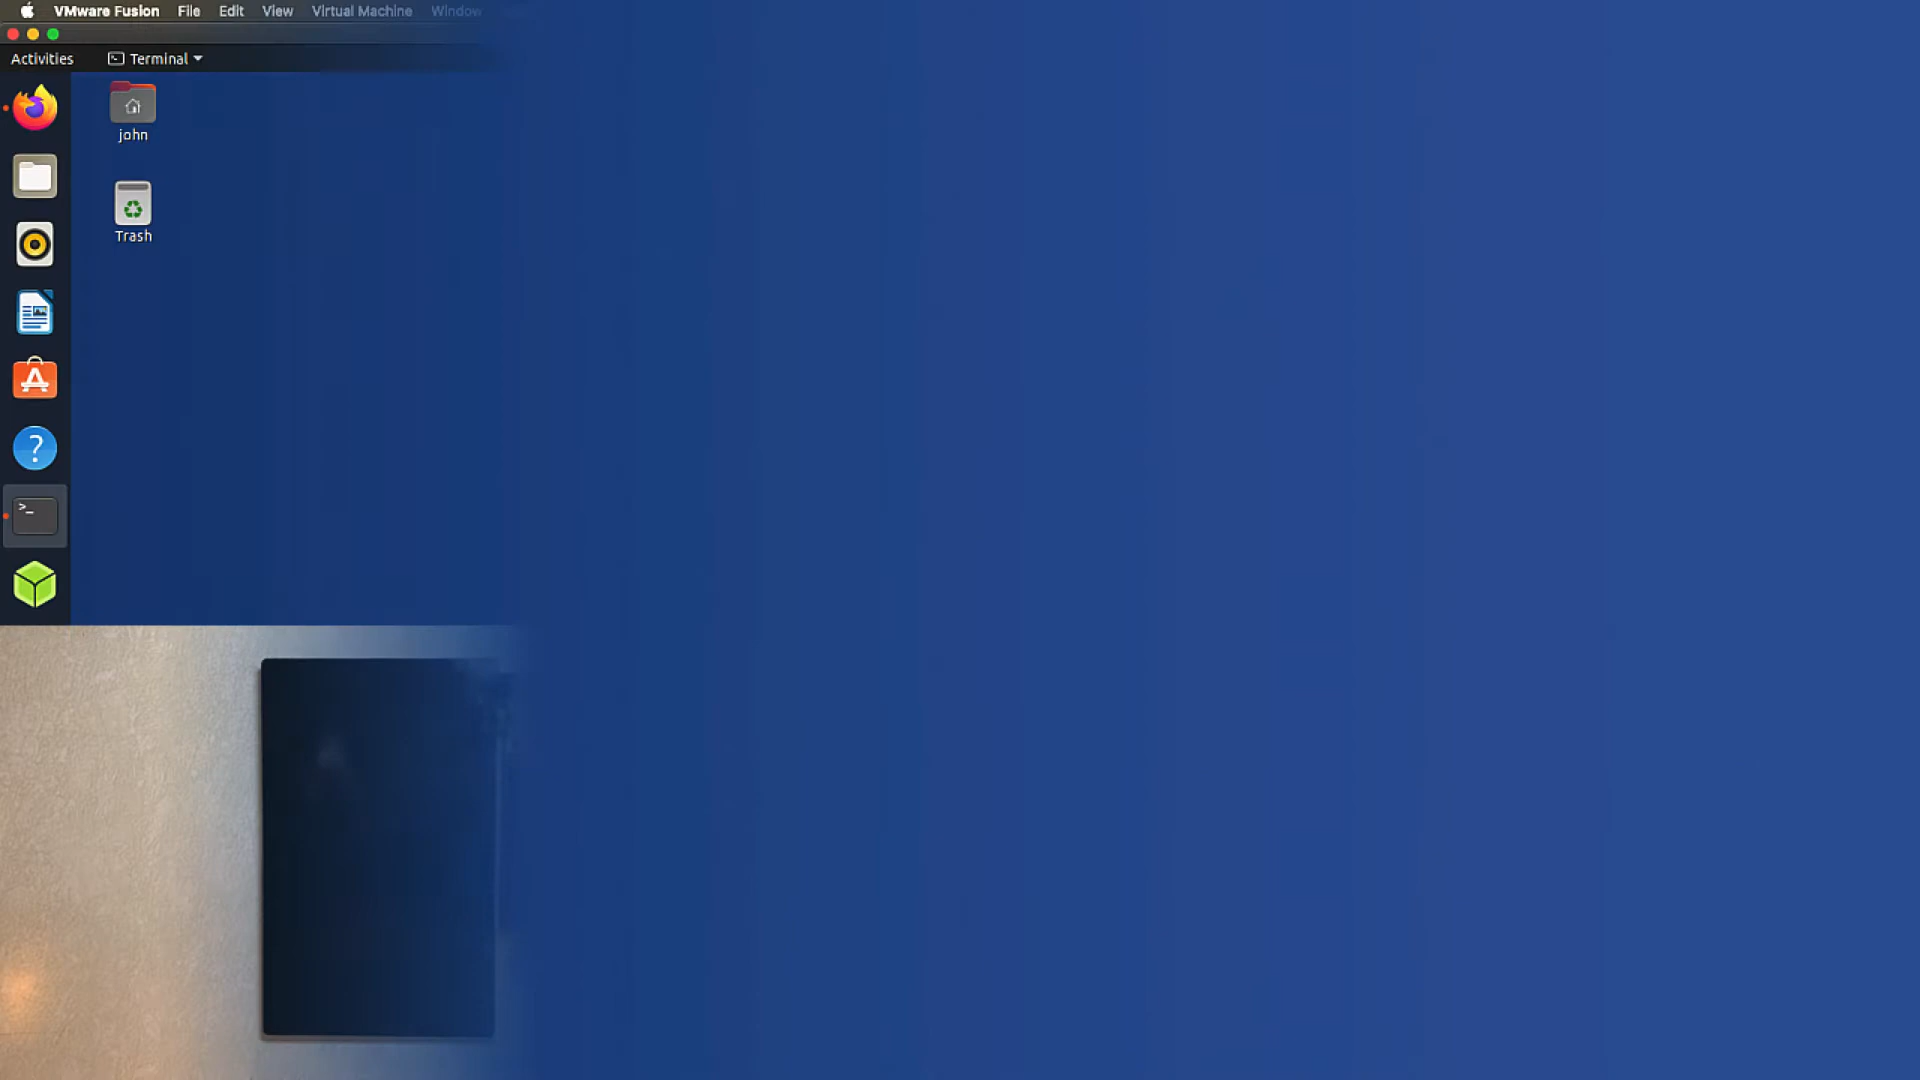 VMware Fusion File Edit View Virtual Machine Window
Activities Terminal
john
Trash